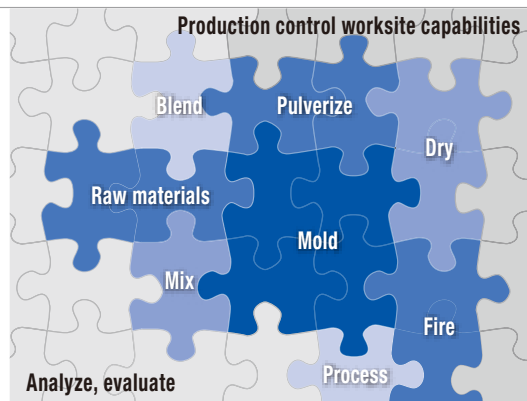 Production control worksite capabilities
Blend
Pulverize
Dry
Raw materials
Mold
Mix
Fire
Process
Analyze, evaluate